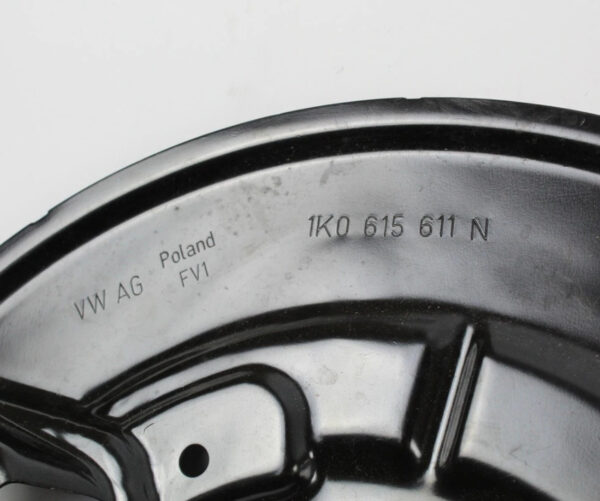 VW AG
Poland
FV1
1K0 615 611 N